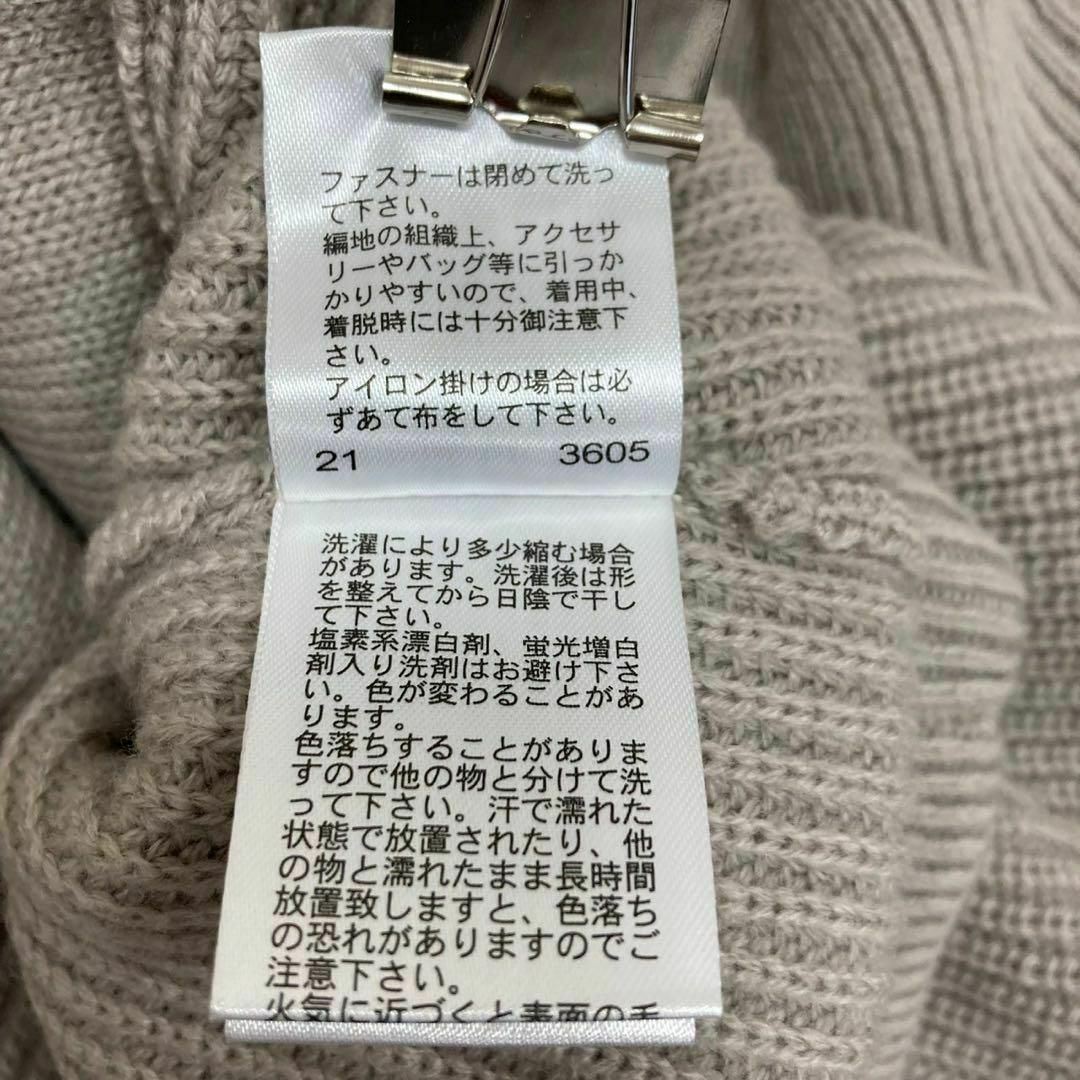 ファスナーは閉めて洗っ
て下さい。
編地の組織上、アクセサ
リーやバッグ等に引っか
かりやすいので、着用中、
着脱時には十分御注意下
さい。
アイロン掛けの場合は必
ずあて布をして下さい。
21 3605
洗濯により多少縮む場合
があります。洗濯後は形
を整えてから日陰で干し
て下さい。
塩素系漂白剤、蛍光増白
剤入り洗剤はお避け下さ
い。色が変わることがあ
ります。
色落ちすることがありま
すので他の物と分けて洗
って下さい。汗で濡れた
状態で放置されたり、他
の物と濡れたまま長時間
放置致しますと、色落ち
の恐れがありますのでご
注意下さい。
火気に近づくと表面の毛